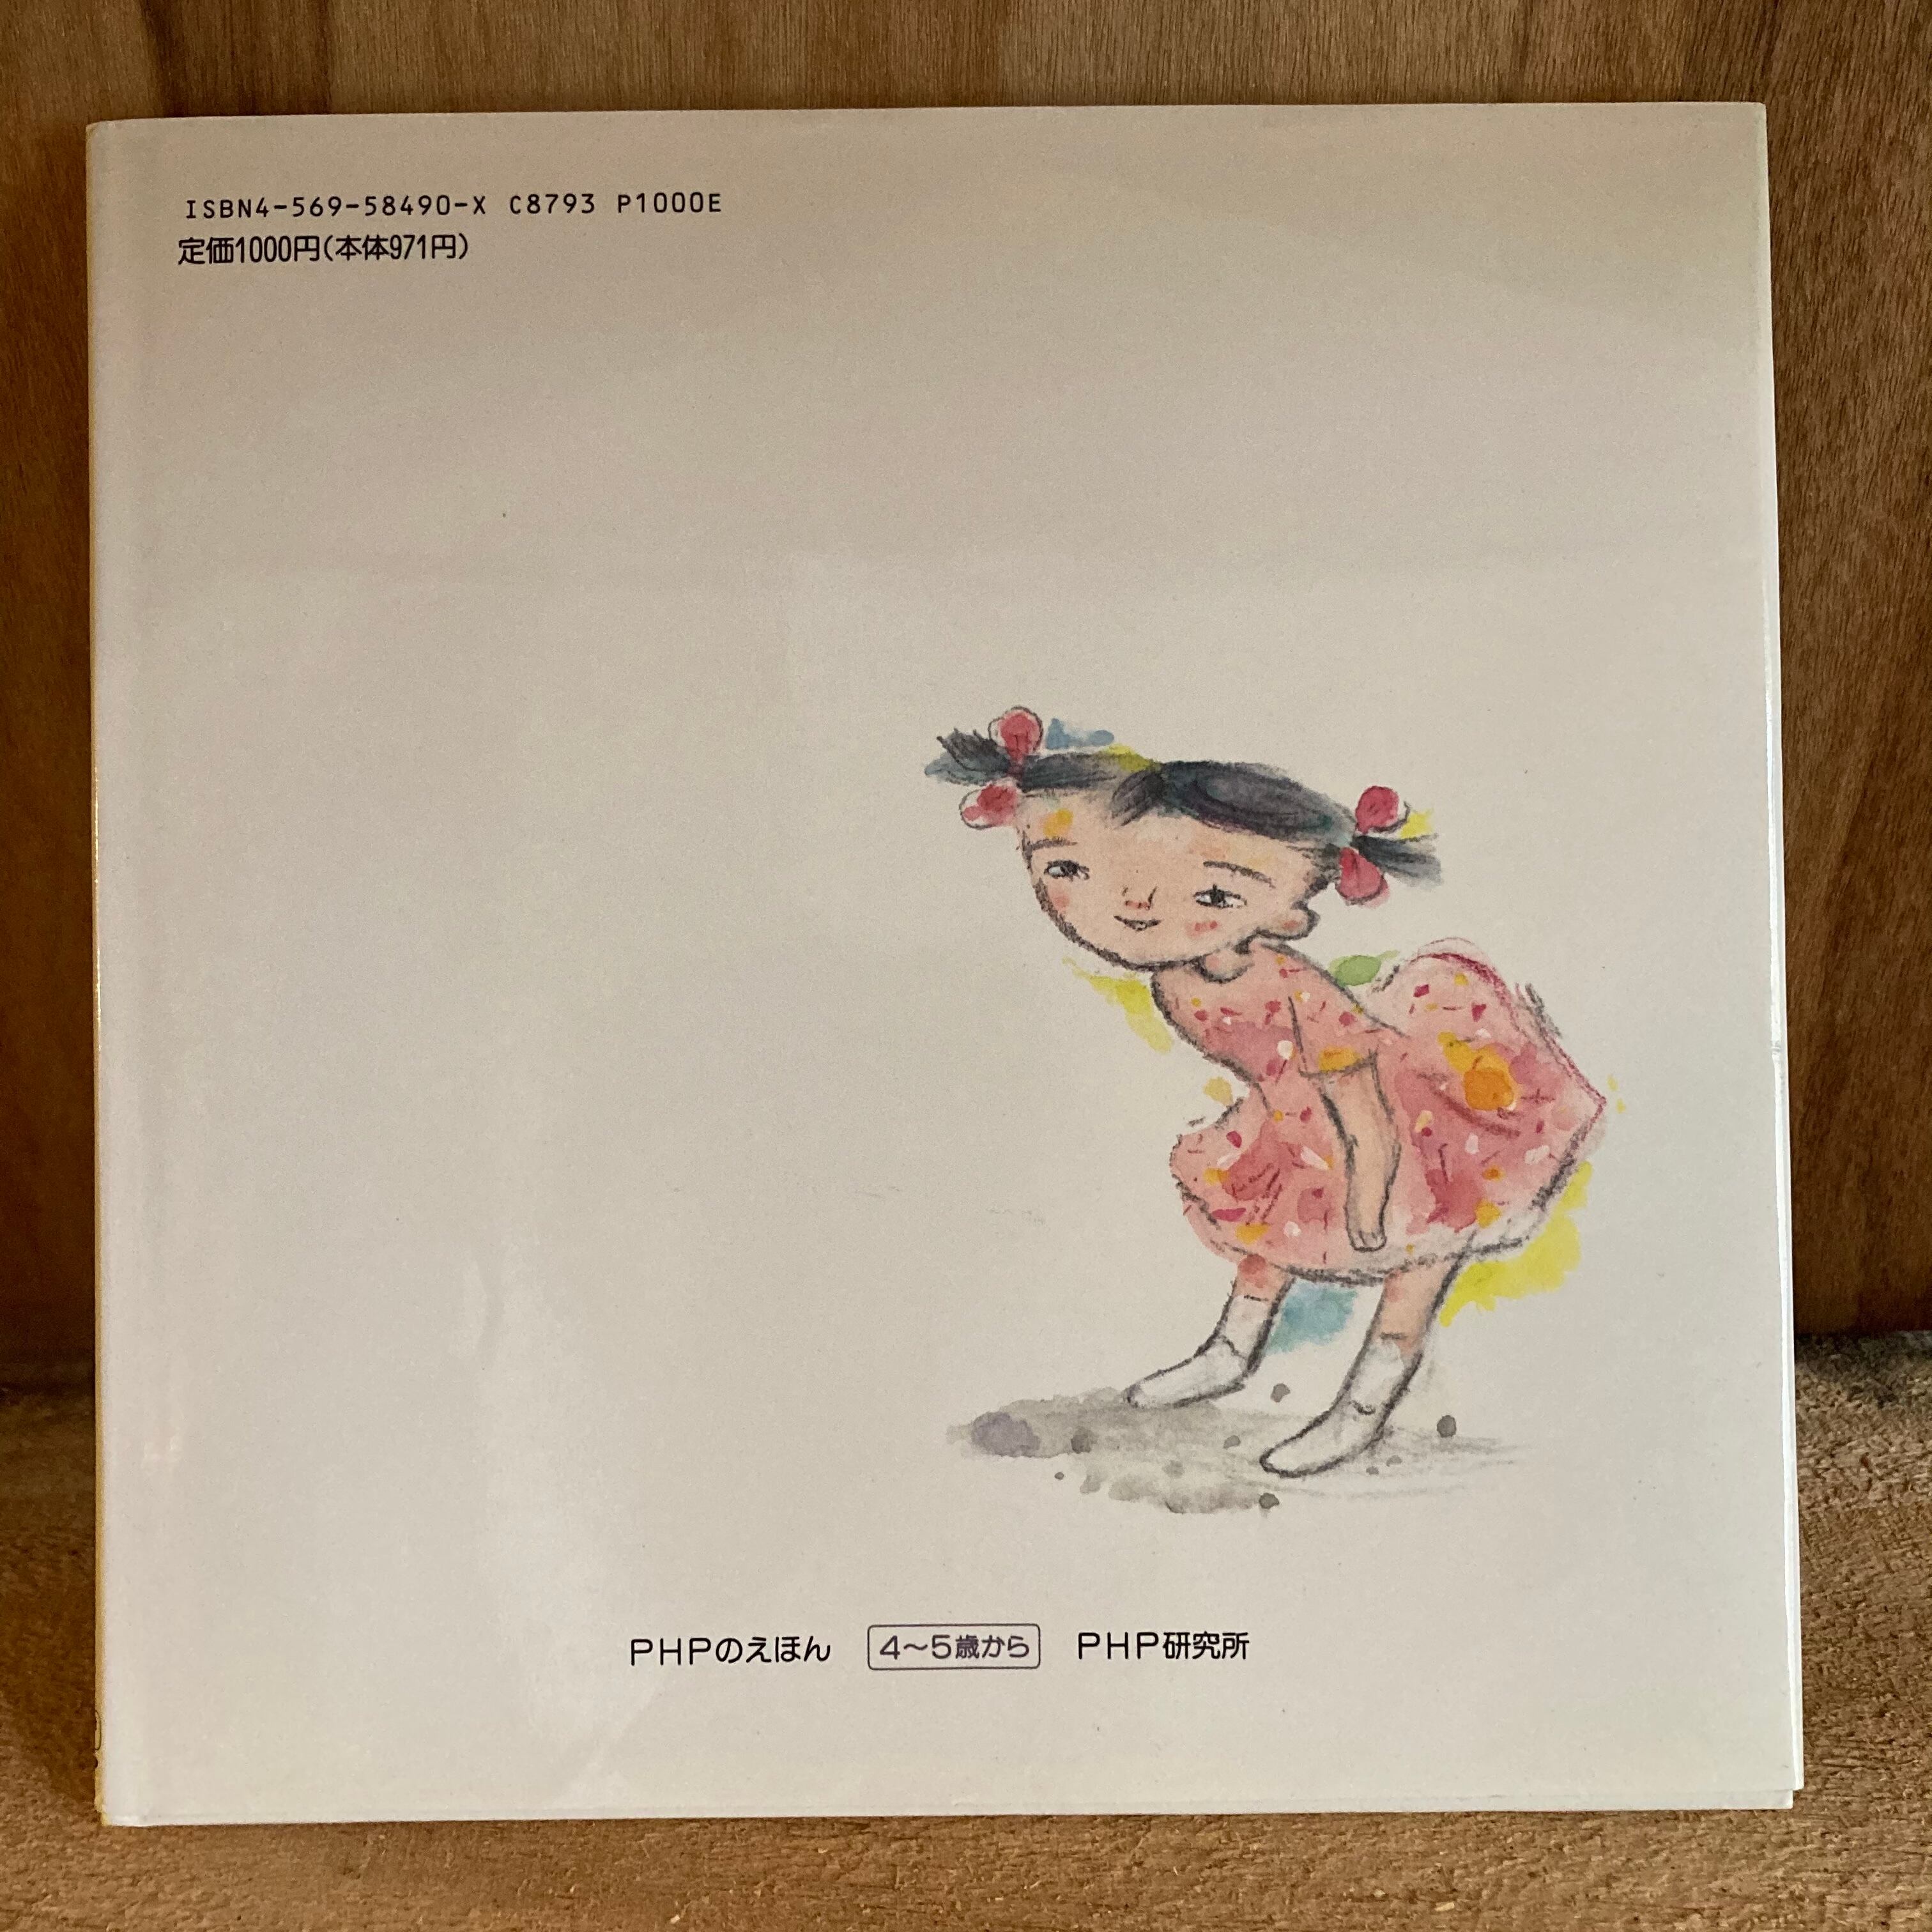 ISBN4-569-58490-X C8793 P1000E
定価1000円(本体971円)
PHPのえほん 4～5歳から PHP研究所